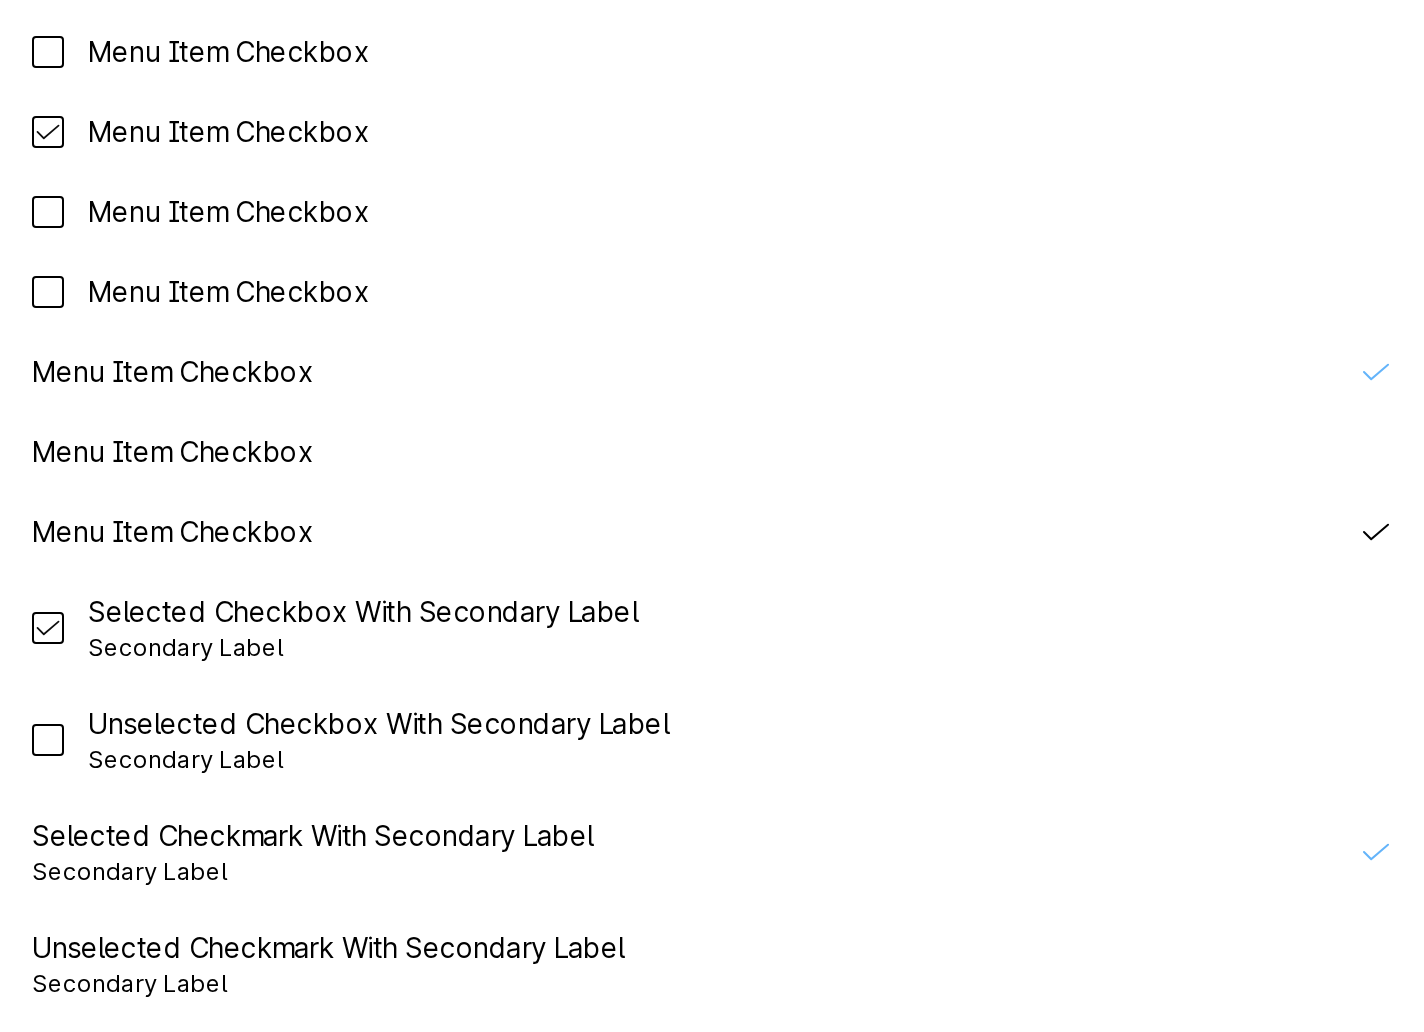 Menu Item Checkbox
Menu Item Checkbox
Menu Item Checkbox
Menu Item Checkbox
Menu Item Checkbox
Menu Item Checkbox
Menu Item Checkbox
Selected Checkbox With Secondary Label
Secondary Label
Unselected Checkbox With Secondary Label
Secondary Label
Selected Checkmark With Secondary Label
Secondary Label
Unselected Checkmark With Secondary Label
Secondary Label